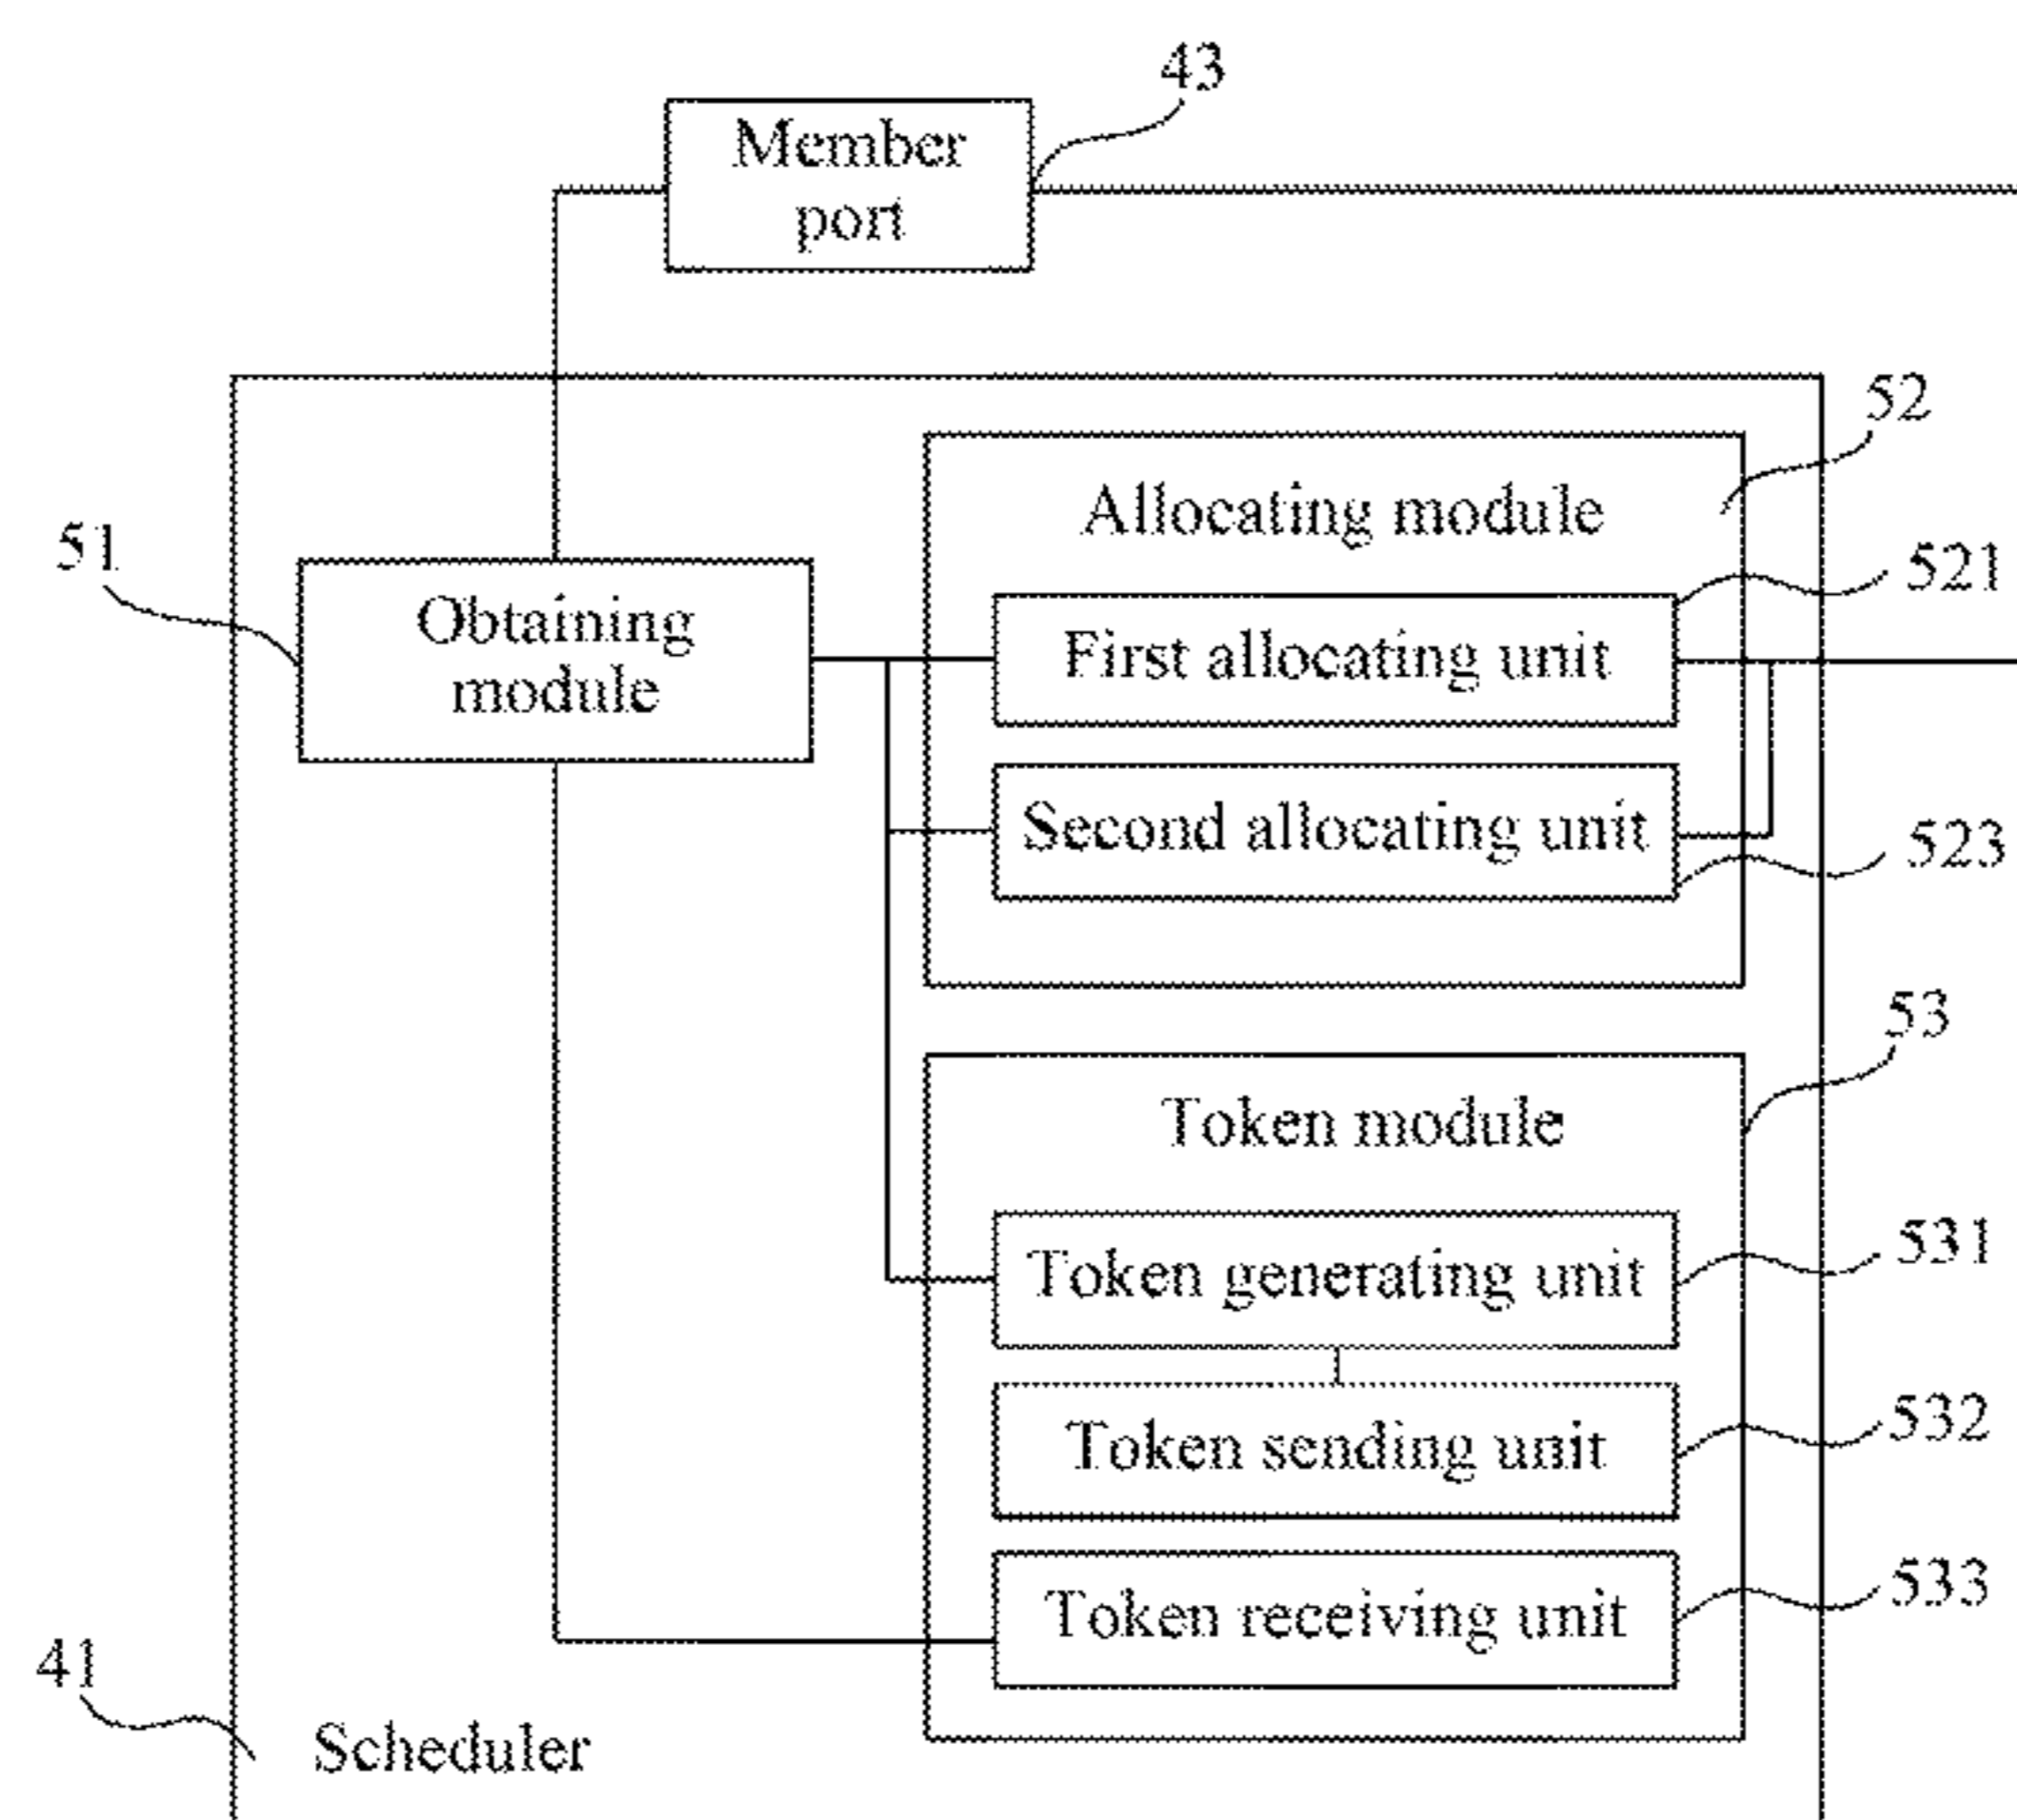 43
Member
port
52
Allocating module
51
521
Obtaining
module
First allocating unit
Second allocating unit
523
53
Token module
Token generating unit
531
Token sending unit
532
Token receiving unit
533
41
Scheduler